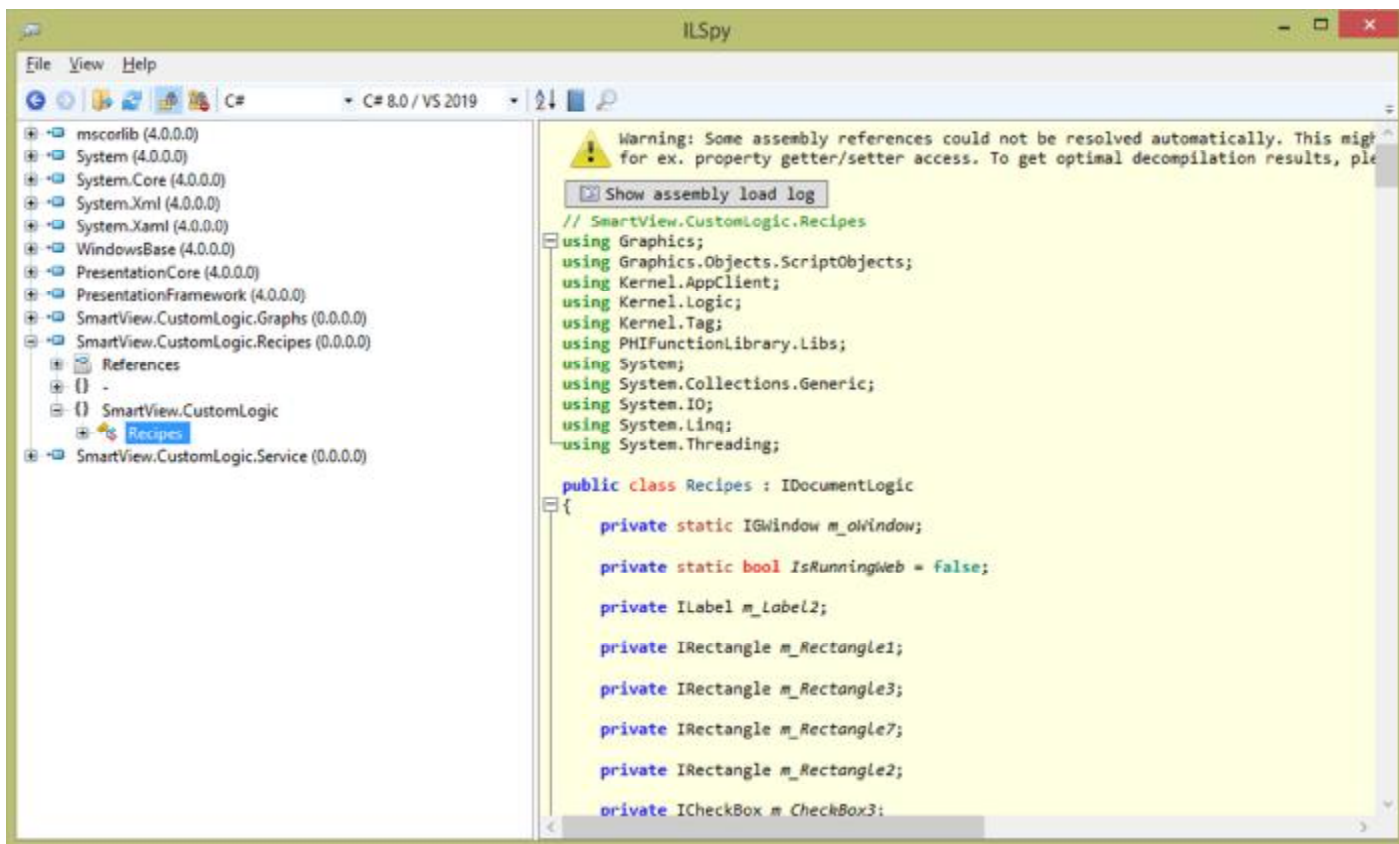 ILSpy
File View Help
C# C# 8.0 / VS 2019
mscorlib (4.0.0.0)
System (4.0.0.0)
System.Core (4.0.0.0)
System.Xml (4.0.0.0)
System.Xaml (4.0.0.0)
WindowsBase (4.0.0.0)
PresentationCore (4.0.0.0)
PresentationFramework (4.0.0.0)
SmartView.CustomLogic.Graphs (0.0.0.0)
SmartView.CustomLogic.Recipes (0.0.0.0)
References
{} -
{} SmartView.CustomLogic
Recipes
SmartView.CustomLogic.Service (0.0.0.0)
Warning: Some assembly references could not be resolved automatically. This
for ex. property getter/setter access. To get optimal decompilation results,
Show assembly load log
// SmartView.CustomLogic.Recipes
using Graphics;
using Graphics.Objects.ScriptObjects;
using Kernel.AppClient;
using Kernel.Logic;
using Kernel.Tag;
using PHIFunctionLibrary.Libs;
using System;
using System.Collections.Generic;
using System.IO;
using System.Linq;
using System.Threading;
public class Recipes : IDocumentLogic
{
private static IGWindow m_oWindow;
private static bool IsRunningWeb = false;
private ILabel m_Label2;
private IRectangle m_Rectangle1;
private IRectangle m_Rectangle3;
private IRectangle m_Rectangle7;
private IRectangle m_Rectangle2;
private ICheckBox m_CheckBox3;